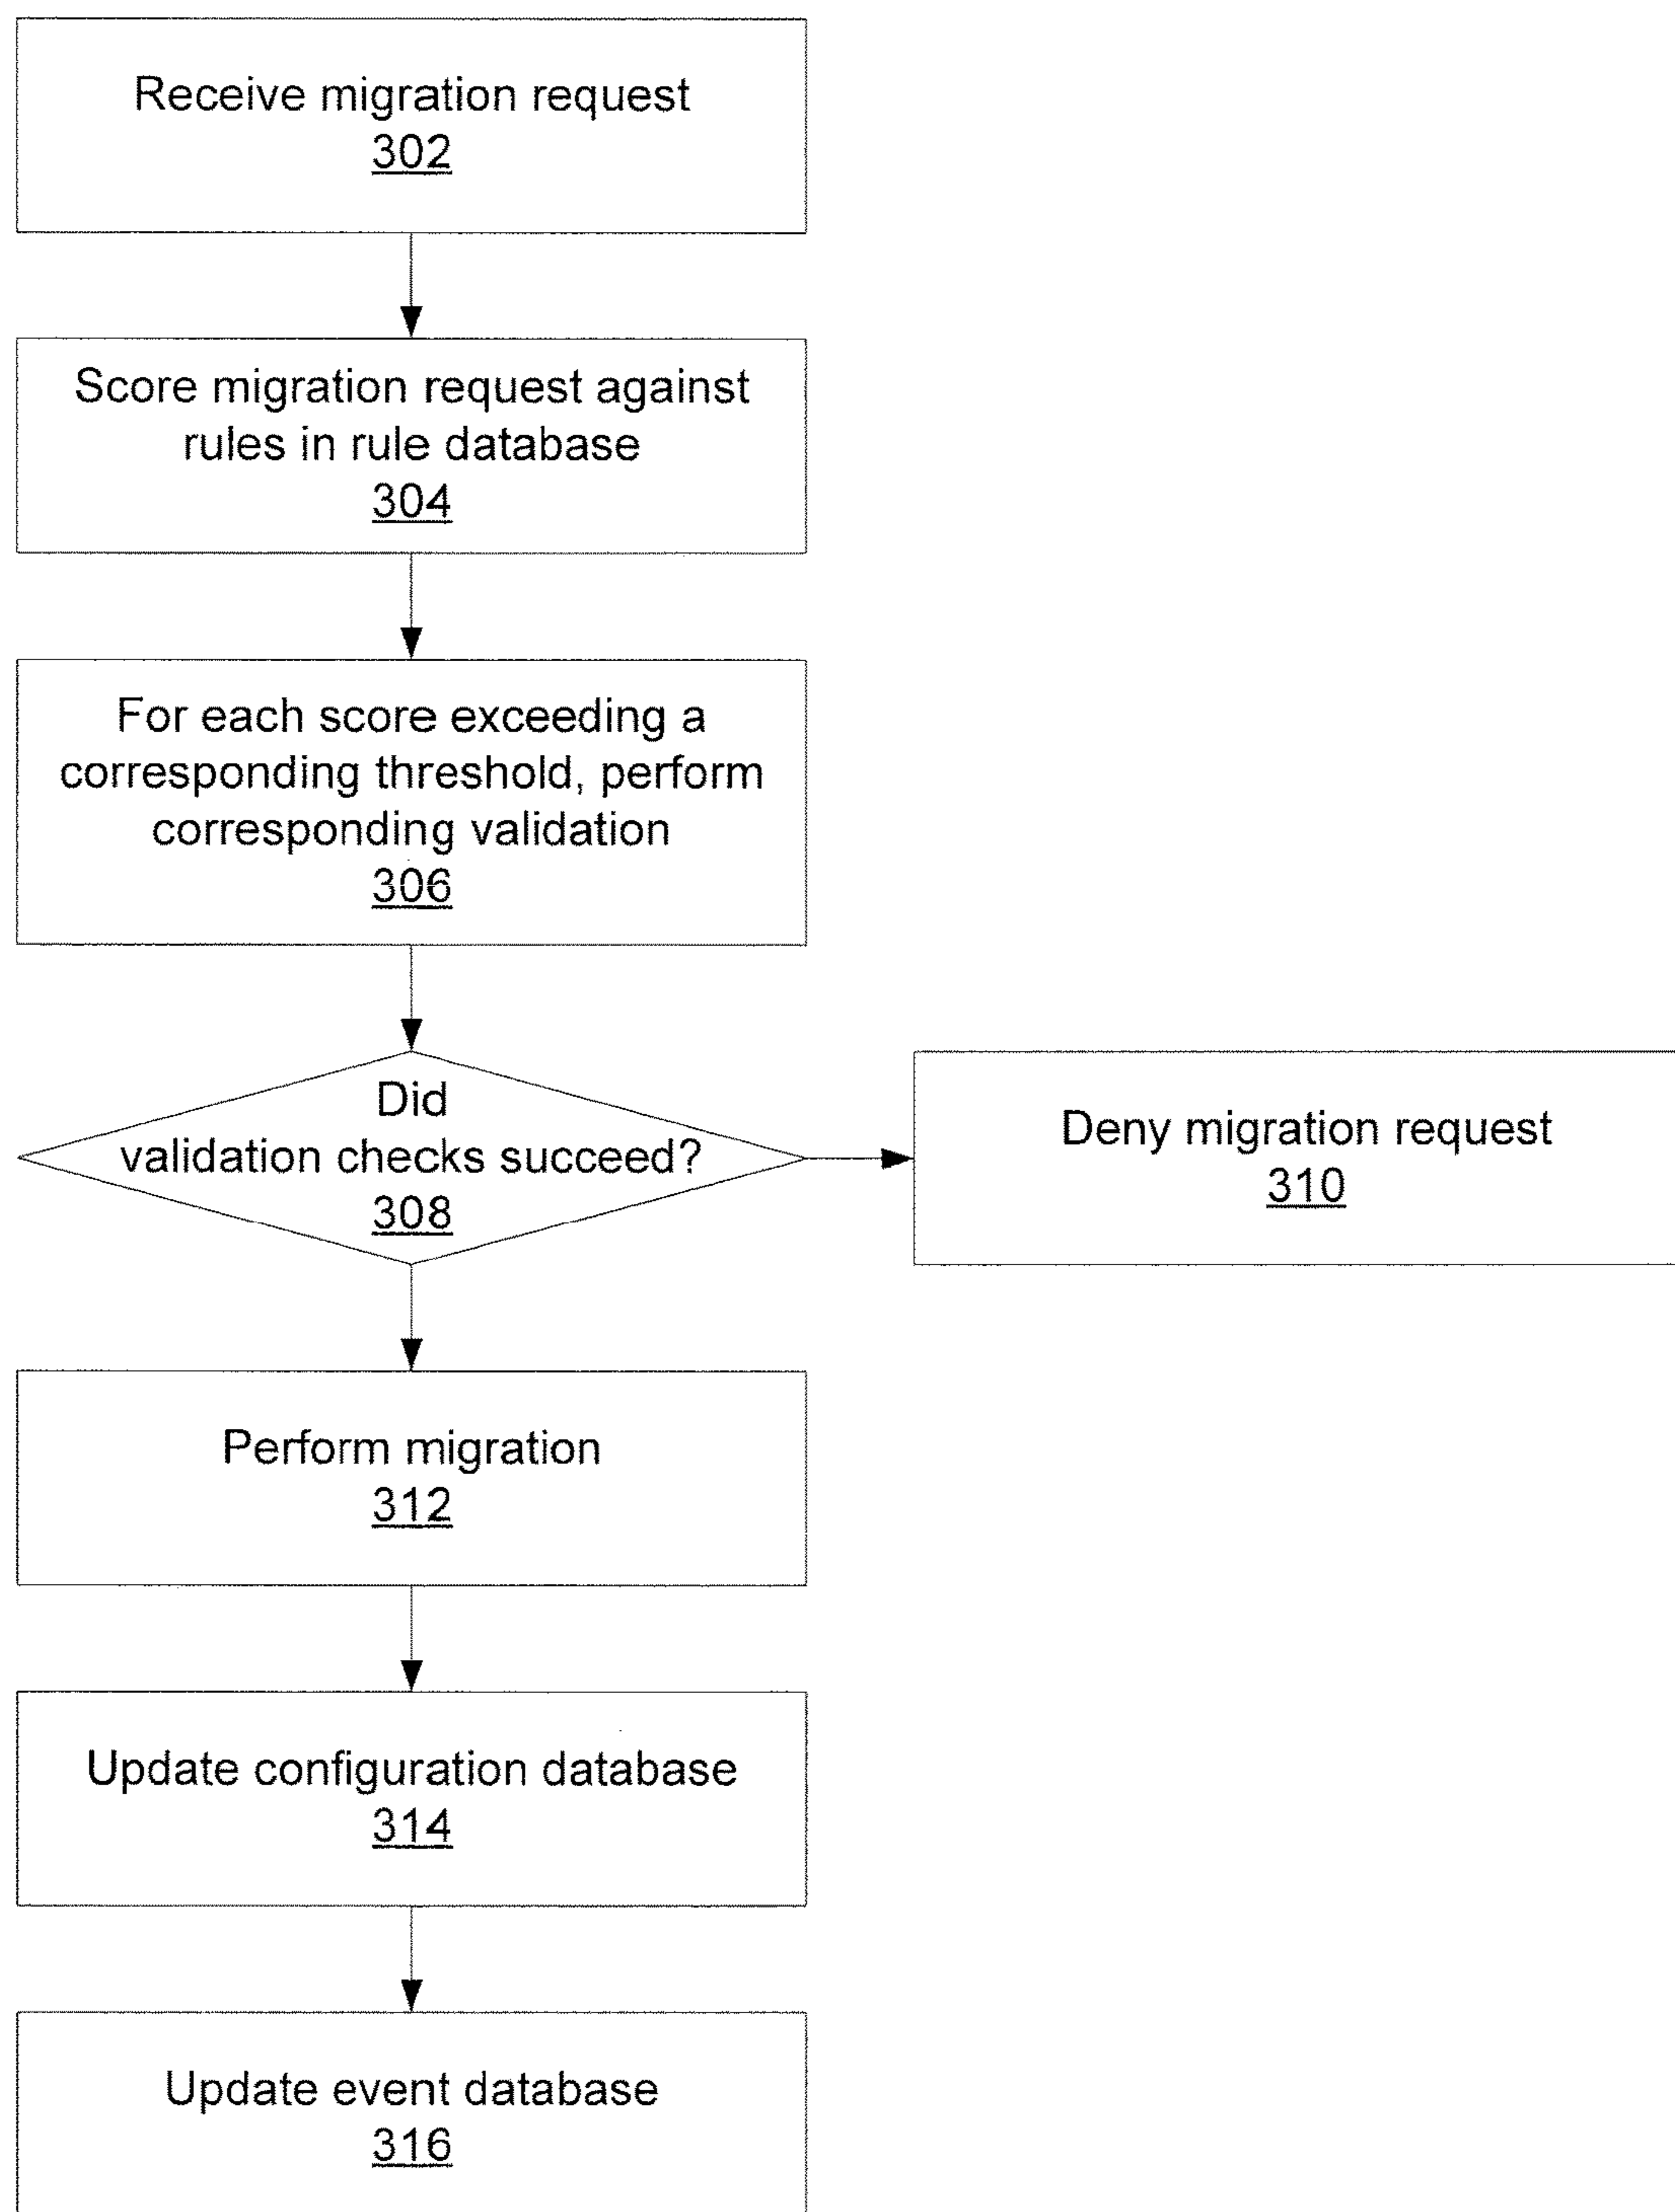 Receive migration request
302
Score migration request against
rules in rule database
304
For each score exceeding a
corresponding threshold, perform
corresponding validation
306
Did
validation checks succeed?
308
Deny migration request
310
Perform migration
312
Update configuration database
314
Update event database
316